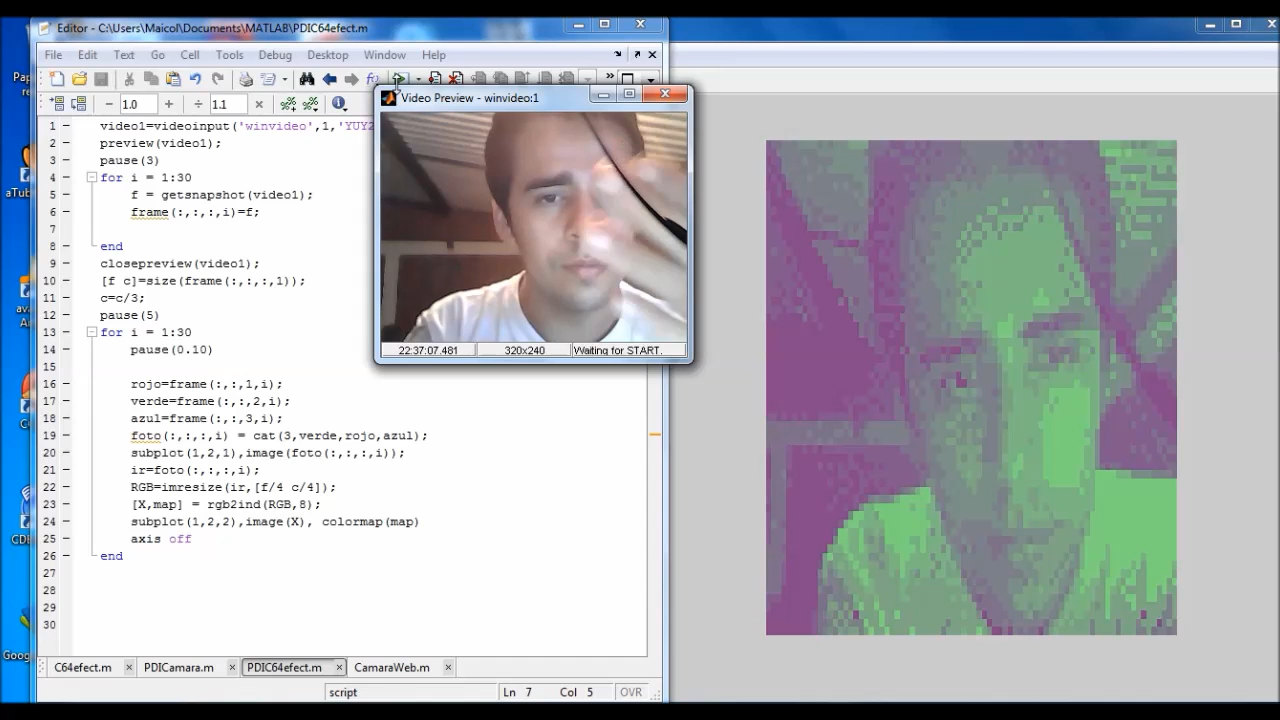 Editor - C:\Users\Maicol\Documents\MATLAB\PDIC64efect.m
File Edit Text Go Cell Tools Debug Desktop Window Help
1.0
1.1
Video Preview - winvideo:1
1 video1=videoinput('winvideo',1,'YUY2
2 preview(video1);
3 pause(3)
4 for i = 1:30
5 f = getsnapshot(video1);
6 frame(:,:,:,i)=f;
7
8 end
9 closepreview(video1);
10 [f c]=size(frame(:,:,:,1));
11 c=c/3;
12 pause(5)
13 for i = 1:30
14 pause(0.10)
15
16 rojo=frame(:,:,1,i);
17 verde=frame(:,:,2,i);
18 azul=frame(:,:,3,i);
19 foto(:,:,:,i) = cat(3,verde,rojo,azul);
20 subplot(1,2,1),image(foto(:,:,:,i));
21 ir=foto(:,:,:,i);
22 RGB=imresize(ir,[f/4 c/4]);
23 [X,map] = rgb2ind(RGB,8);
24 subplot(1,2,2),image(X), colormap(map)
25 axis off
26 end
27
28
29
30
22:37:07.481 320x240 Waiting for START.
C64efect.m PDICamara.m PDIC64efect.m CamaraWeb.m
script Ln 7 Col 5 OVR